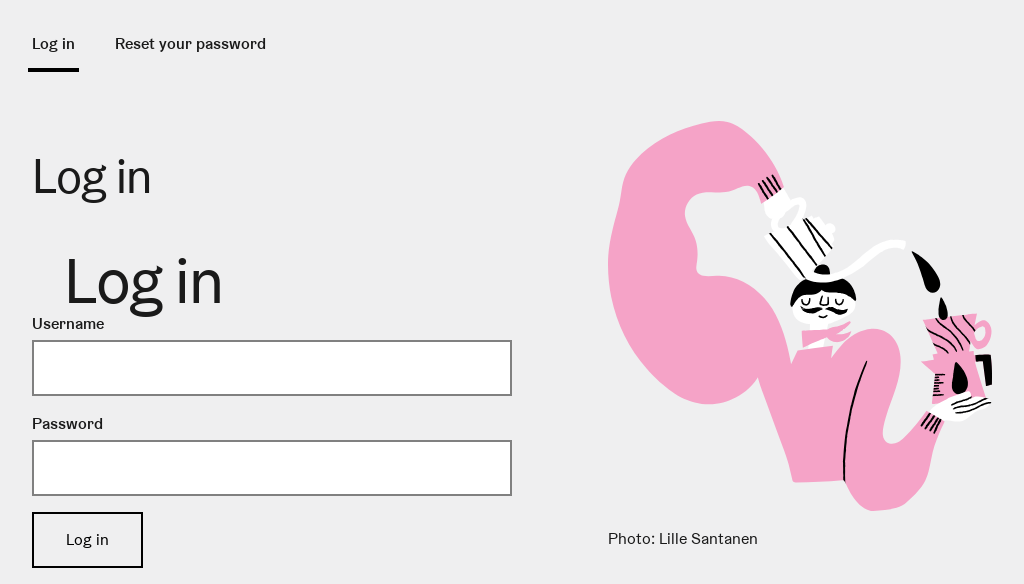 Log in
Reset your password
Log in
Log in
Username
Password
Log in
Photo: Lille Santanen